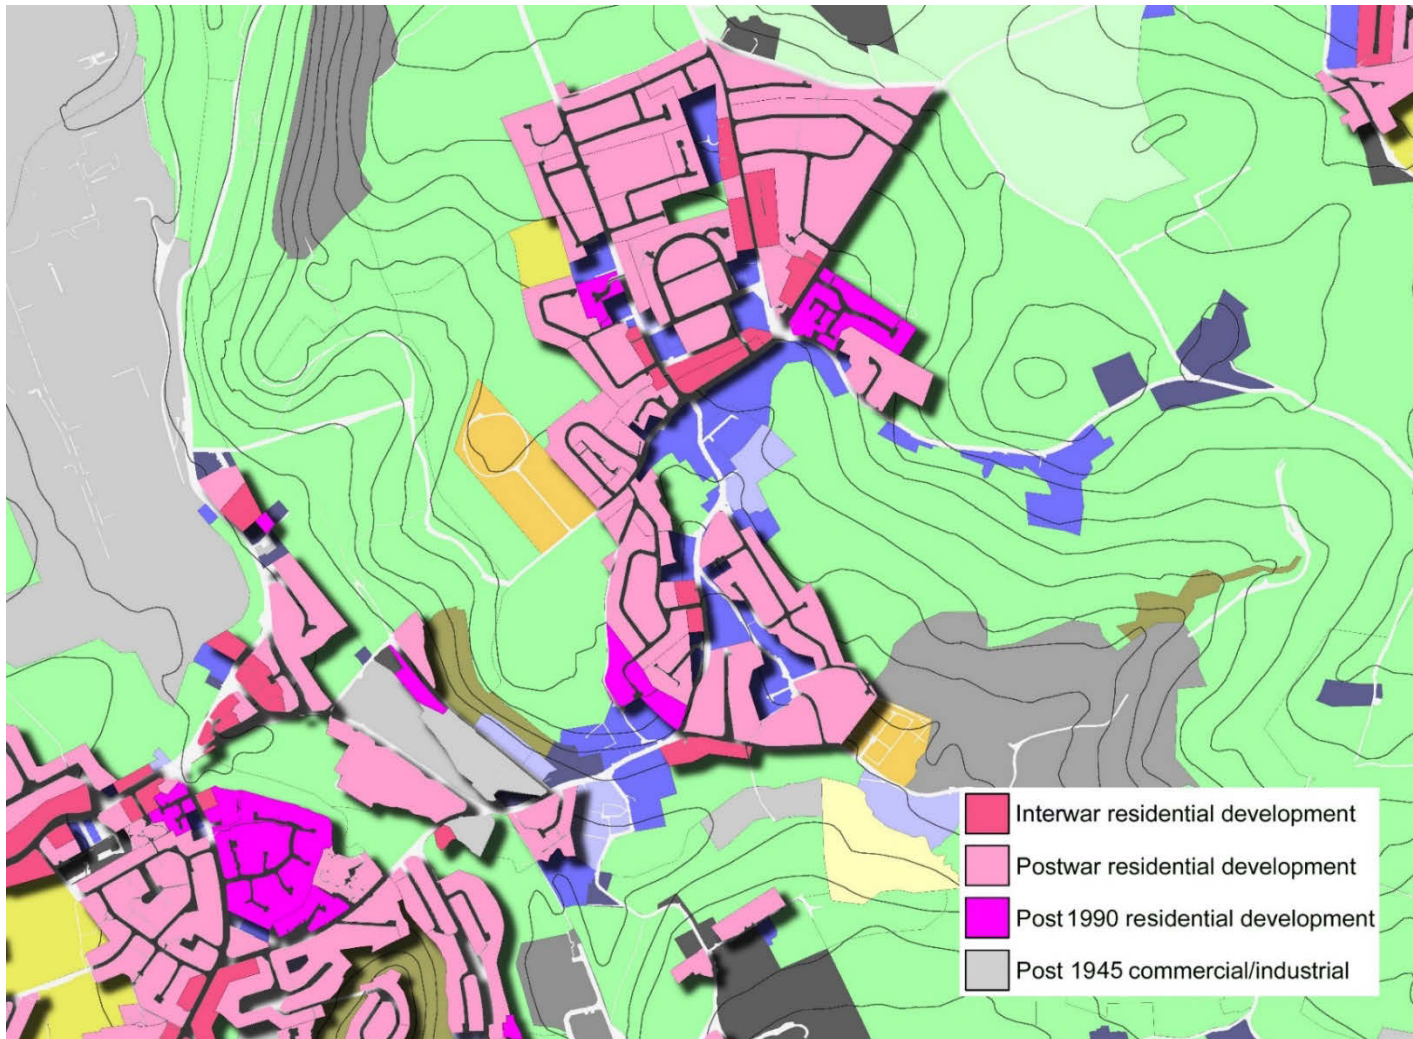 Interwar residential development
Postwar residential development
Post 1990 residential development
Post 1945 commercial/industrial